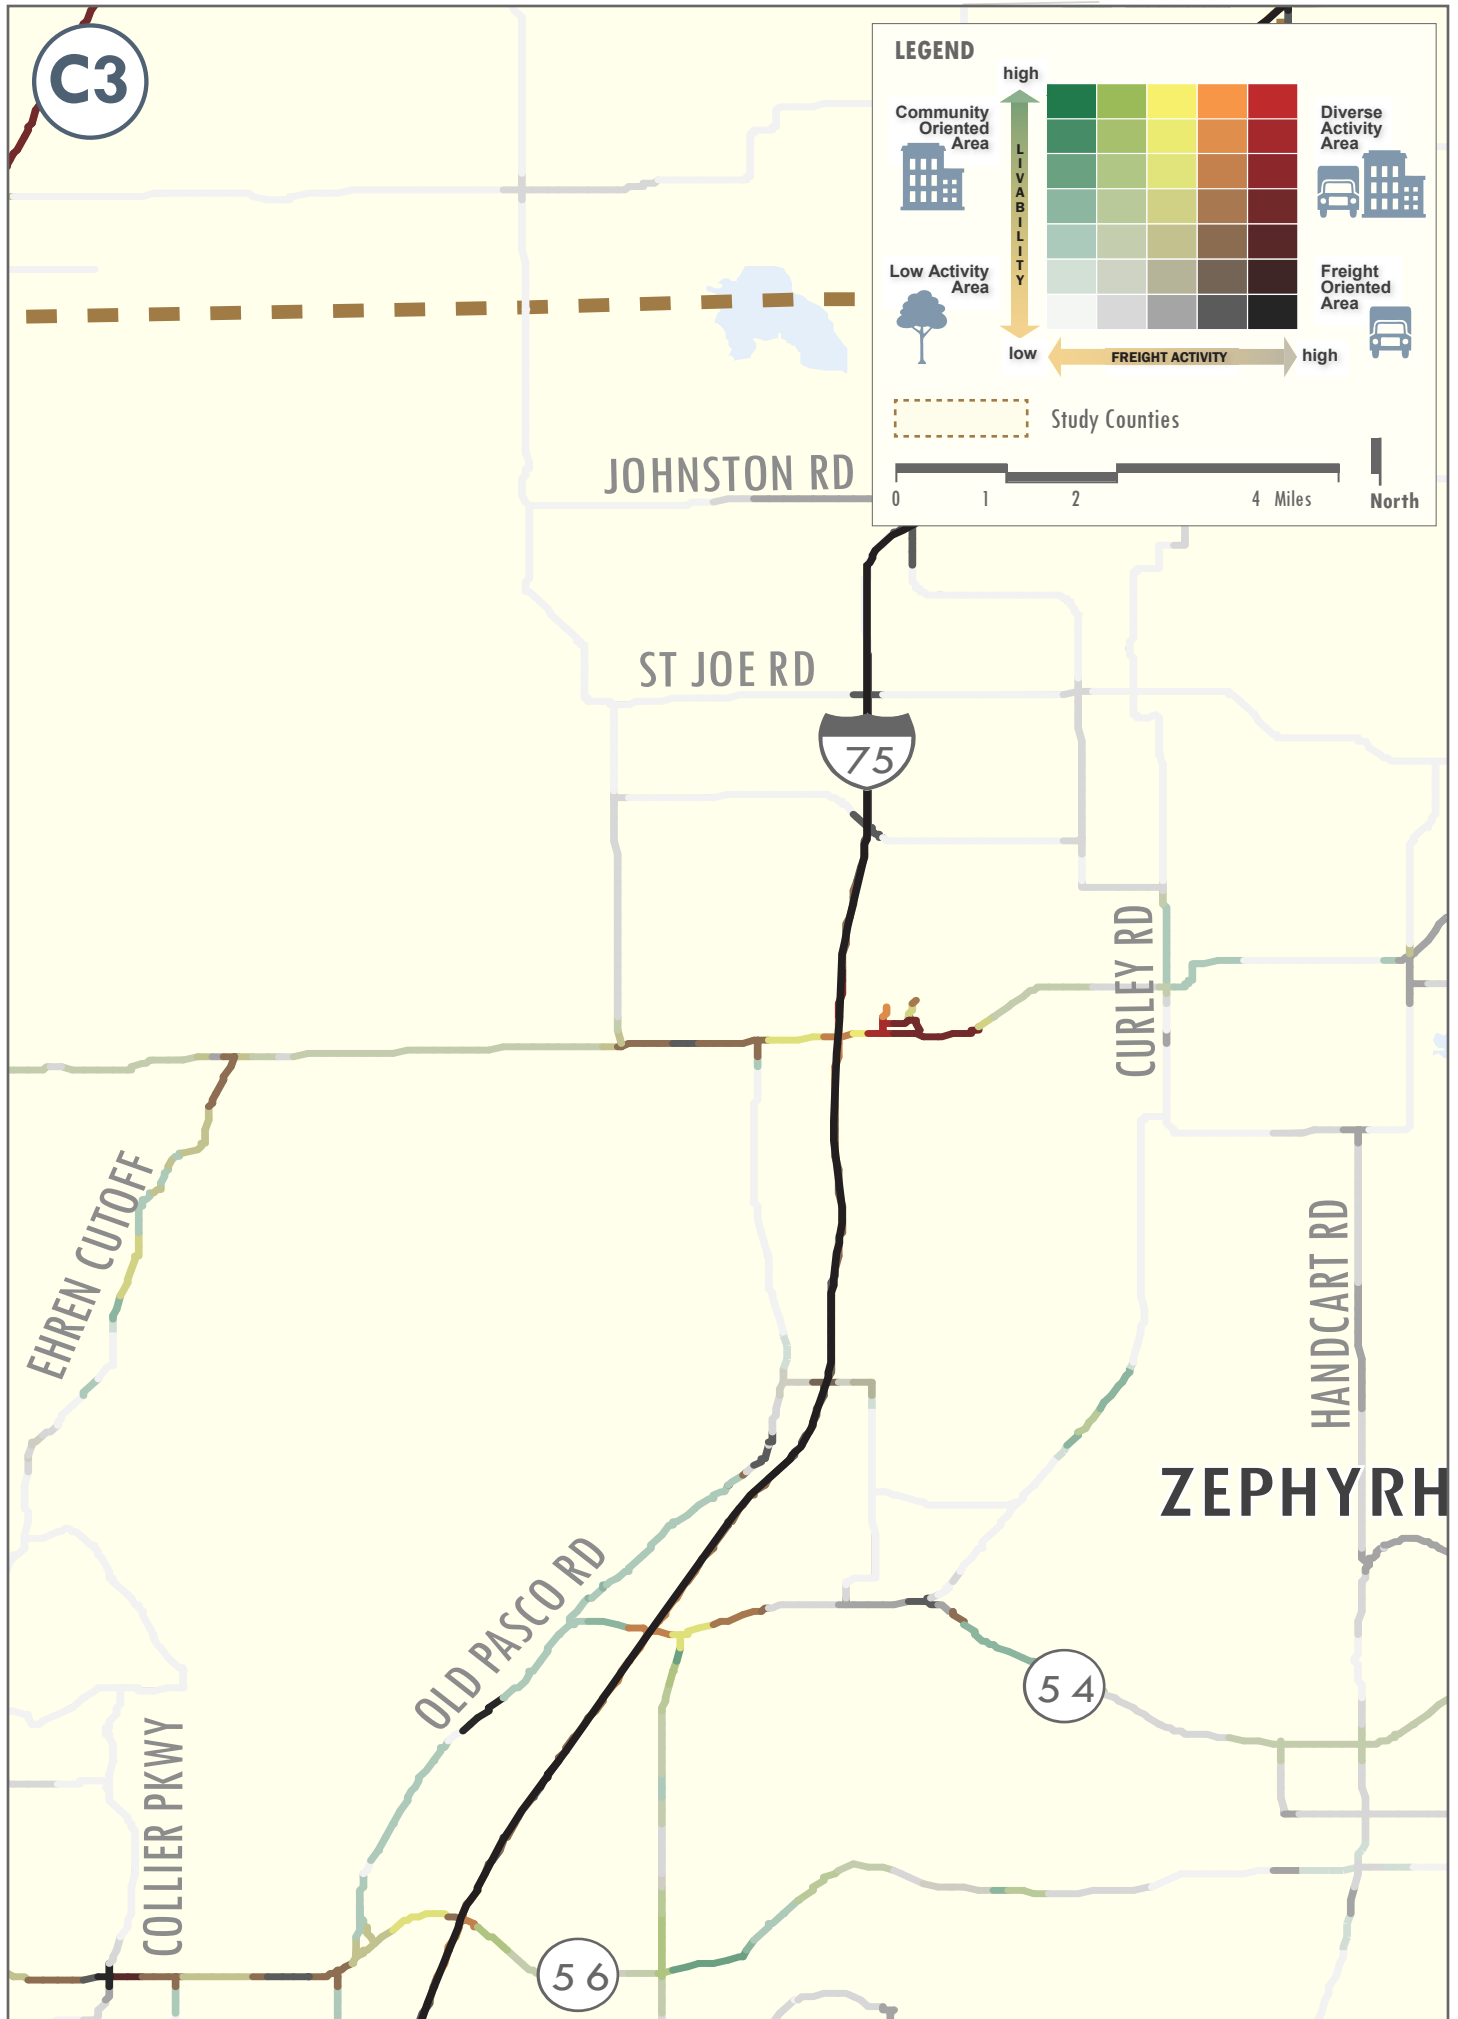 C3
LEGEND
high
Community
Oriented
Area
LIVABILITY
Diverse
Activity
Area
Low Activity
Area
Freight
Oriented
Area
low
FREIGHT ACTIVITY
high
Study Counties
0 1 2 4 Miles
North
JOHNSTON RD
ST JOE RD
75
CURLEY RD
EHREN CUTOFF
HANDCART RD
ZEPHYRH
OLD PASCO RD
54
COLLIER PKWY
56